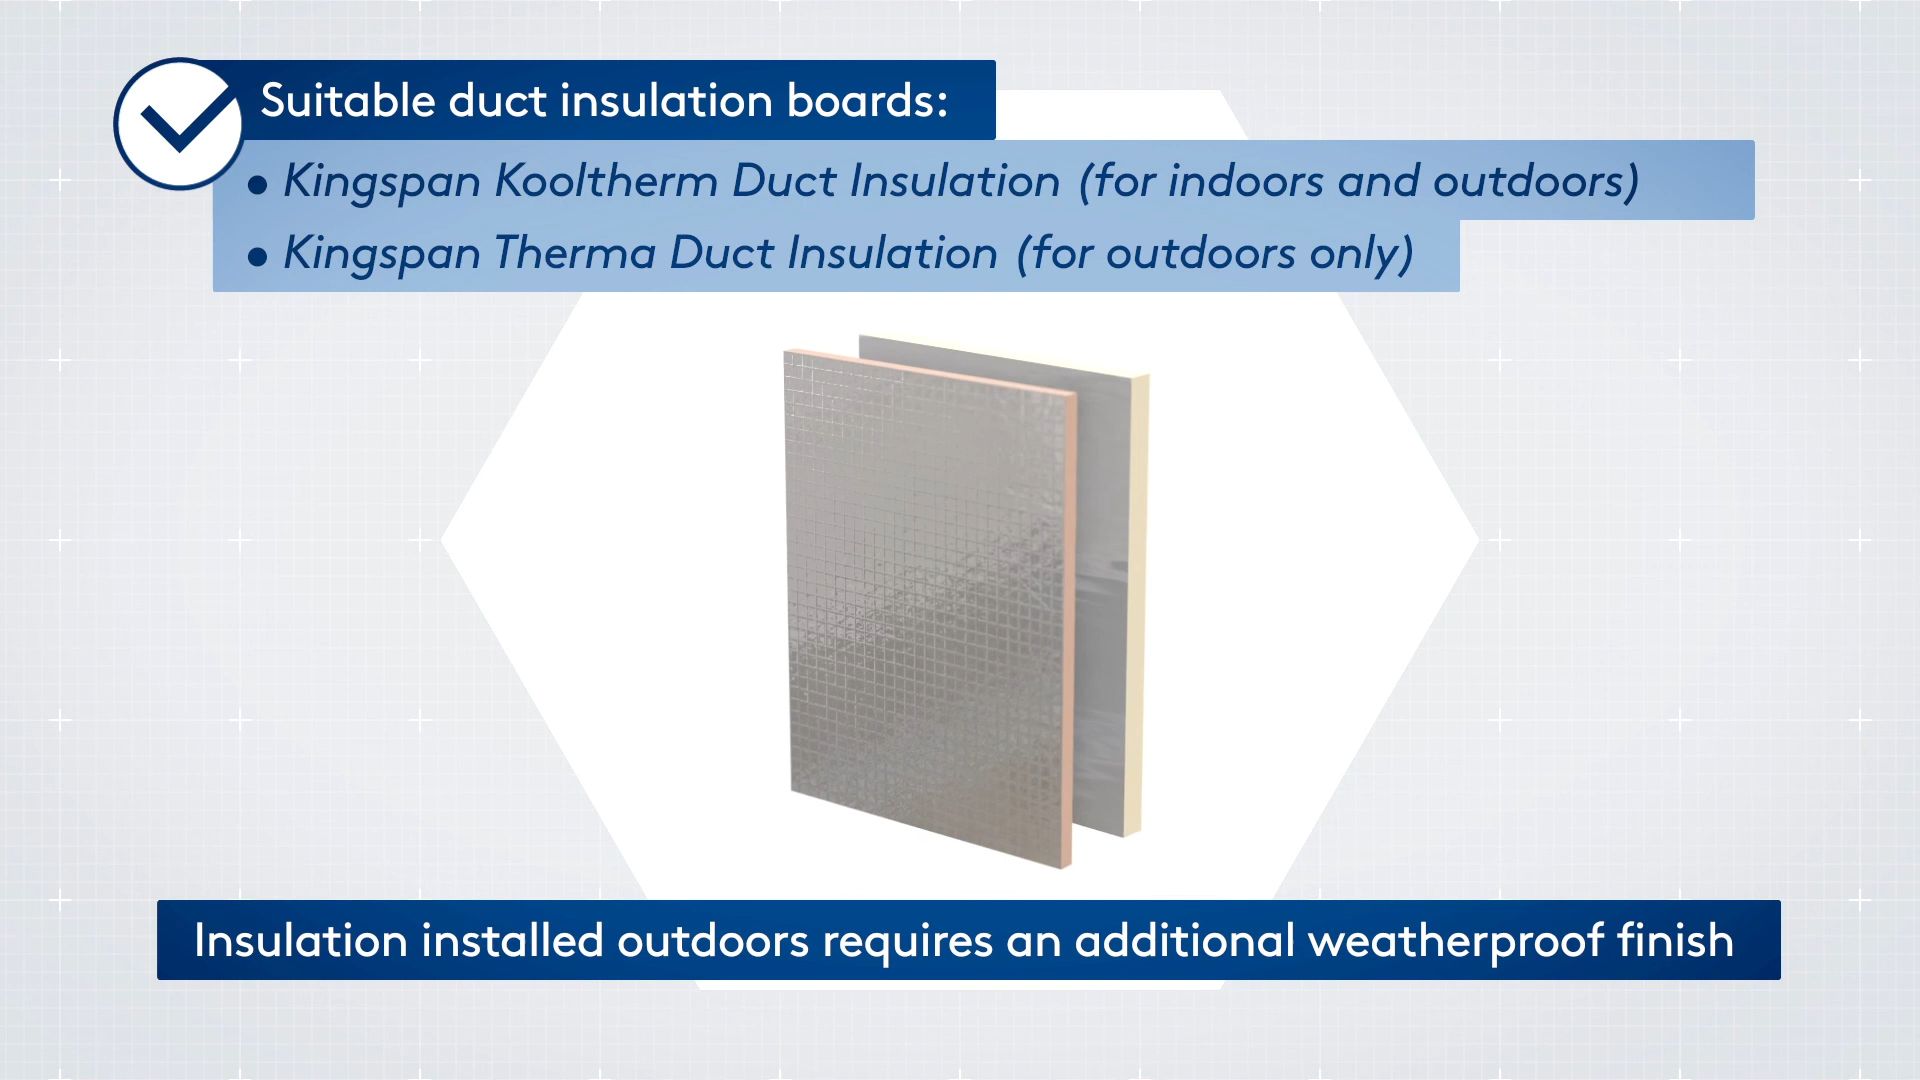 Suitable duct insulation boards:
• Kingspan Kooltherm Duct Insulation (for indoors and outdoors)
• Kingspan Therma Duct Insulation (for outdoors only)
Insulation installed outdoors requires an additional weatherproof finish